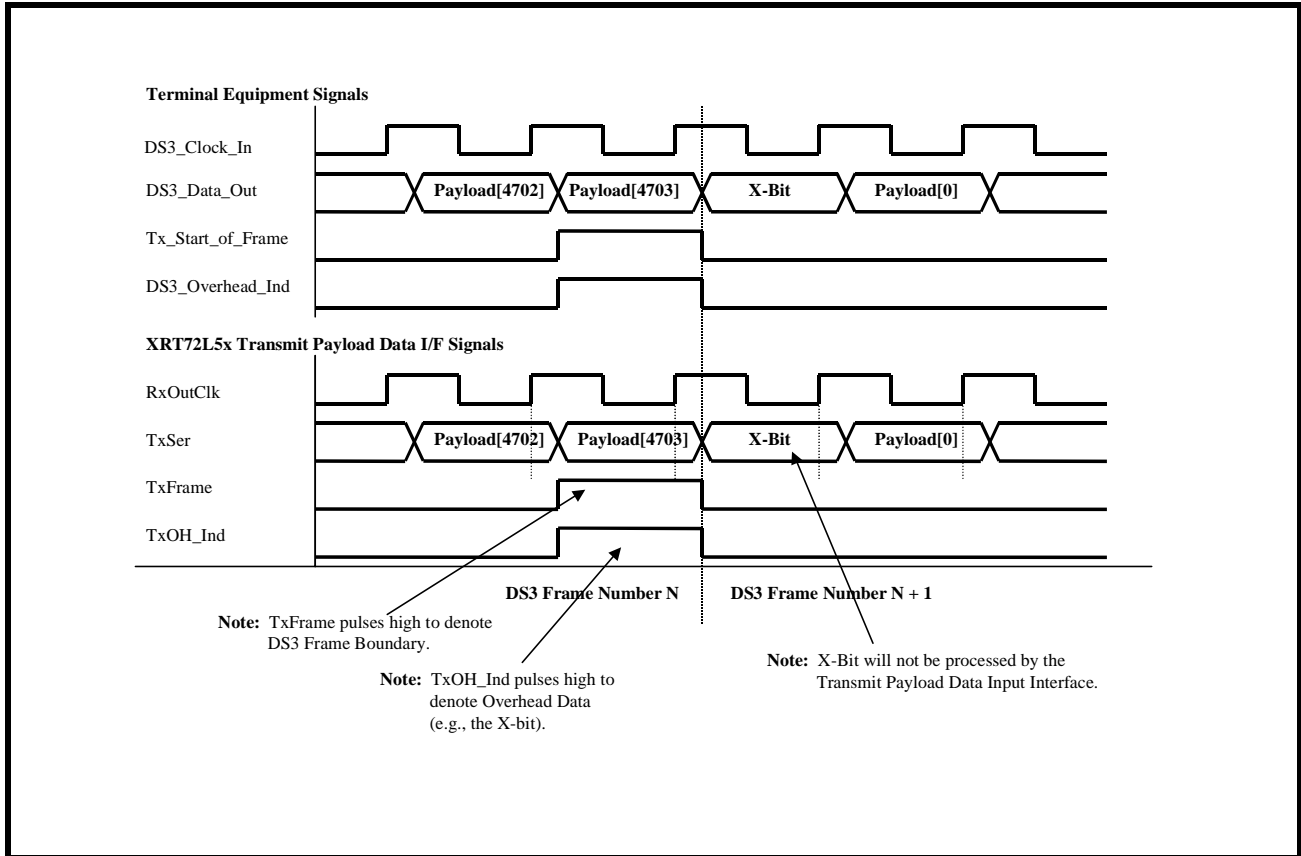 Terminal Equipment Signals
DS3_Clock_In
DS3_Data_Out
Payload[4702]
Payload[4703]
X-Bit
Payload[0]
Tx_Start_of_Frame
DS3_Overhead_Ind
XRT72L5x Transmit Payload Data I/F Signals
RxOutClk
TxSer
Payload[4702]
Payload[4703]
X-Bit
Payload[0]
TxFrame
TxOH_Ind
DS3 Frame Number N
DS3 Frame Number N + 1
Note: TxFrame pulses high to denote
DS3 Frame Boundary.
Note: TxOH_Ind pulses high to
denote Overhead Data
(e.g., the X-bit).
Note: X-Bit will not be processed by the
Transmit Payload Data Input Interface.